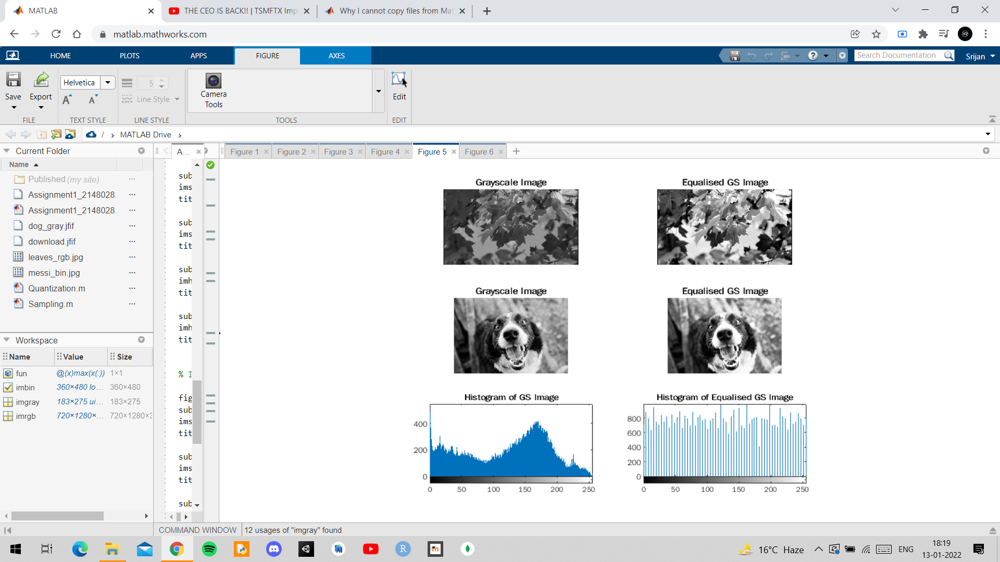 MATLAB
THE CEO IS BACK!! | TSMFTX Imp
Why I cannot copy files from Mat
matlab.mathworks.com
HOME PLOTS APPS FIGURE AXES
Search Documentation
Srijan
Save
Export
Helvetica
5
Line Style
Camera
Tools
Edit
FILE TEXT STYLE LINE STYLE TOOLS EDIT
/ › MATLAB Drive ›
Current Folder
Name
Published (my site)
Assignment1_2148028.
Assignment1_2148028.
dog_gray.jfif
download.jfif
leaves_rgb.jpg
messi_bin.jpg
Quantization.m
Sampling.m
Workspace
Name Value Size
fun @(x)max(x(:)) 1×1
imbin 360×480 lo... 360×480
imgray 183×275 ui... 183×275
imrgb 720×1280×... 720×1280×3
A...
sub
ims
tit
sub
ims
tit
sub
imh
tit
sub
imh
tit
% I
fig
sub
ims
tit
sub
ims
tit
sub
Figure 1 Figure 2 Figure 3 Figure 4 Figure 5 Figure 6
Grayscale Image
Equalised GS Image
Grayscale Image
Equalised GS Image
Histogram of GS Image
400
200
0
0 50 100 150 200 250
Histogram of Equalised GS Image
800
600
400
200
0
0 50 100 150 200 250
COMMAND WINDOW
12 usages of "imgray" found
16°C Haze
ENG
18:19
13-01-2022